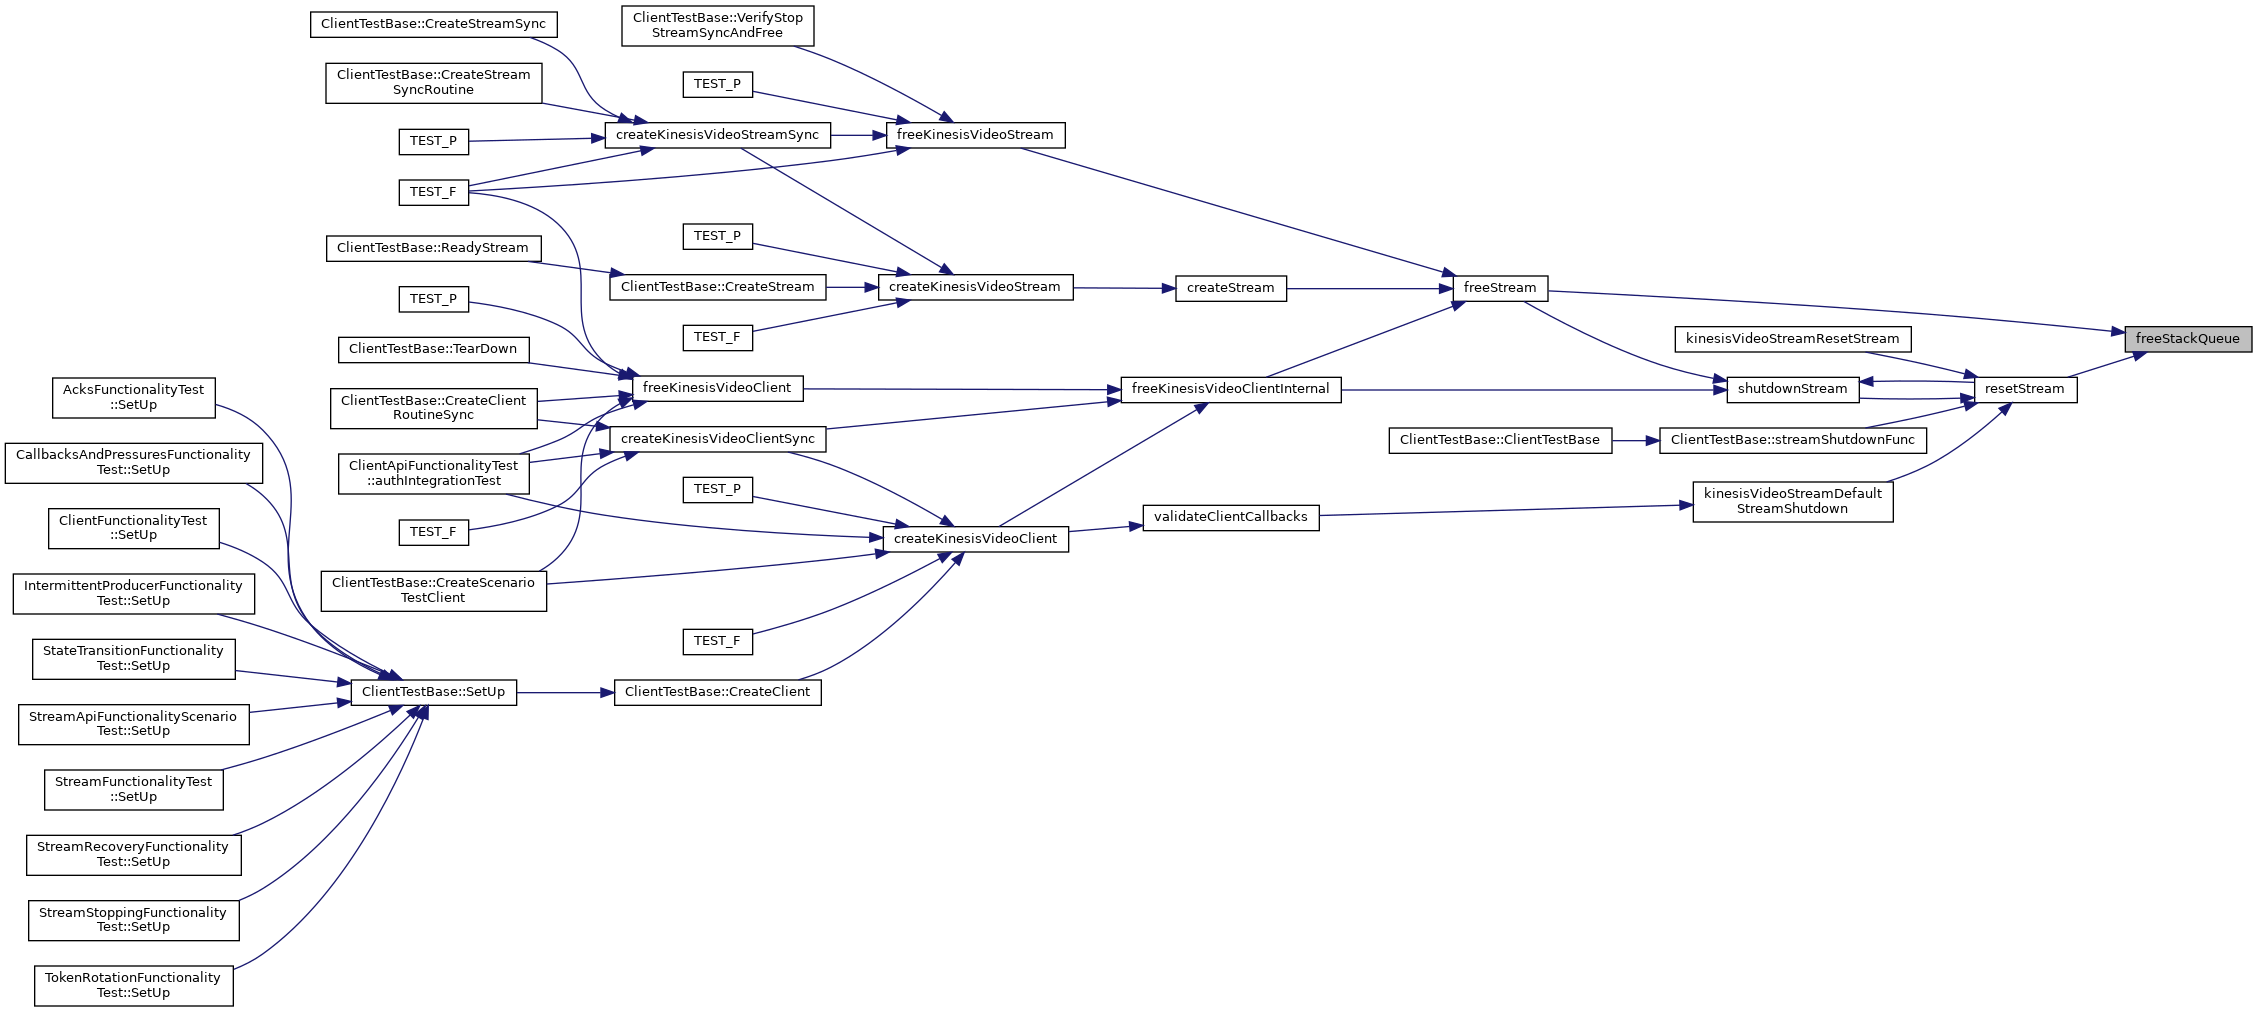 ClientTestBase::CreateStreamSync
ClientTestBase::CreateStream
SyncRoutine
TEST_P
TEST_F
ClientTestBase::ReadyStream
TEST_P
ClientTestBase::TearDown
ClientTestBase::CreateClient
RoutineSync
ClientApiFunctionalityTest
::authIntegrationTest
TEST_F
ClientTestBase::CreateScenario
TestClient
AcksFunctionalityTest
::SetUp
CallbacksAndPressuresFunctionality
Test::SetUp
ClientFunctionalityTest
::SetUp
IntermittentProducerFunctionality
Test::SetUp
StateTransitionFunctionality
Test::SetUp
StreamApiFunctionalityScenario
Test::SetUp
StreamFunctionalityTest
::SetUp
StreamRecoveryFunctionality
Test::SetUp
StreamStoppingFunctionality
Test::SetUp
TokenRotationFunctionality
Test::SetUp
ClientTestBase::SetUp
ClientTestBase::VerifyStop
StreamSyncAndFree
TEST_P
createKinesisVideoStreamSync
freeKinesisVideoStream
TEST_P
ClientTestBase::CreateStream
createKinesisVideoStream
TEST_F
createStream
freeStream
freeKinesisVideoClient
createKinesisVideoClientSync
freeKinesisVideoClientInternal
TEST_P
createKinesisVideoClient
TEST_F
ClientTestBase::CreateClient
validateClientCallbacks
ClientTestBase::ClientTestBase
kinesisVideoStreamResetStream
shutdownStream
ClientTestBase::streamShutdownFunc
kinesisVideoStreamDefault
StreamShutdown
resetStream
freeStackQueue